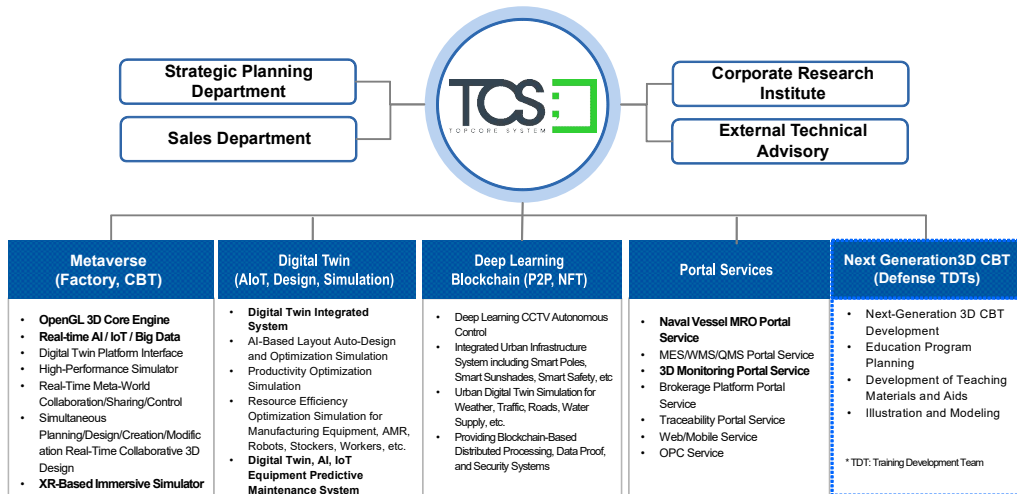 Strategic Planning
Department
Sales Department
TCS
TOPCORE SYSTEM
Corporate Research
Institute
External Technical
Advisory
Metaverse
(Factory, CBT)
• OpenGL 3D Core Engine
• Real-time AI / IoT / Big Data
• Digital Twin Platform Interface
• High-Performance Simulator
• Real-Time Meta-World
Collaboration/Sharing/Control
• Simultaneous
Planning/Design/Creation/Modific
ation Real-Time Collaborative 3D
Design
• XR-Based Immersive Simulator
Digital Twin
(AIoT, Design, Simulation)
• Digital Twin Integrated
System
• AI-Based Layout Auto-Design
and Optimization Simulation
• Productivity Optimization
Simulation
• Resource Efficiency
Optimization Simulation for
Manufacturing Equipment, AMR,
Robots, Stockers, Workers, etc.
• Digital Twin, AI, IoT
Equipment Predictive
Maintenance System
Deep Learning
Blockchain (P2P, NFT)
• Deep Learning CCTV Autonomous
Control
• Integrated Urban Infrastructure
System including Smart Poles,
Smart Sunshades, Smart Safety, etc
• Urban Digital Twin Simulation for
Weather, Traffic, Roads, Water
Supply, etc.
• Providing Blockchain-Based
Distributed Processing, Data Proof,
and Security Systems
Portal Services
• Naval Vessel MRO Portal
Service
• MES/WMS/QMS Portal Service
• 3D Monitoring Portal Service
• Brokerage Platform Portal
Service
• Traceability Portal Service
• Web/Mobile Service
• OPC Service
Next Generation3D CBT
(Defense TDTs)
• Next-Generation 3D CBT
Development
• Education Program
Planning
• Development of Teaching
Materials and Aids
• Illustration and Modeling
* TDT: Training Development Team